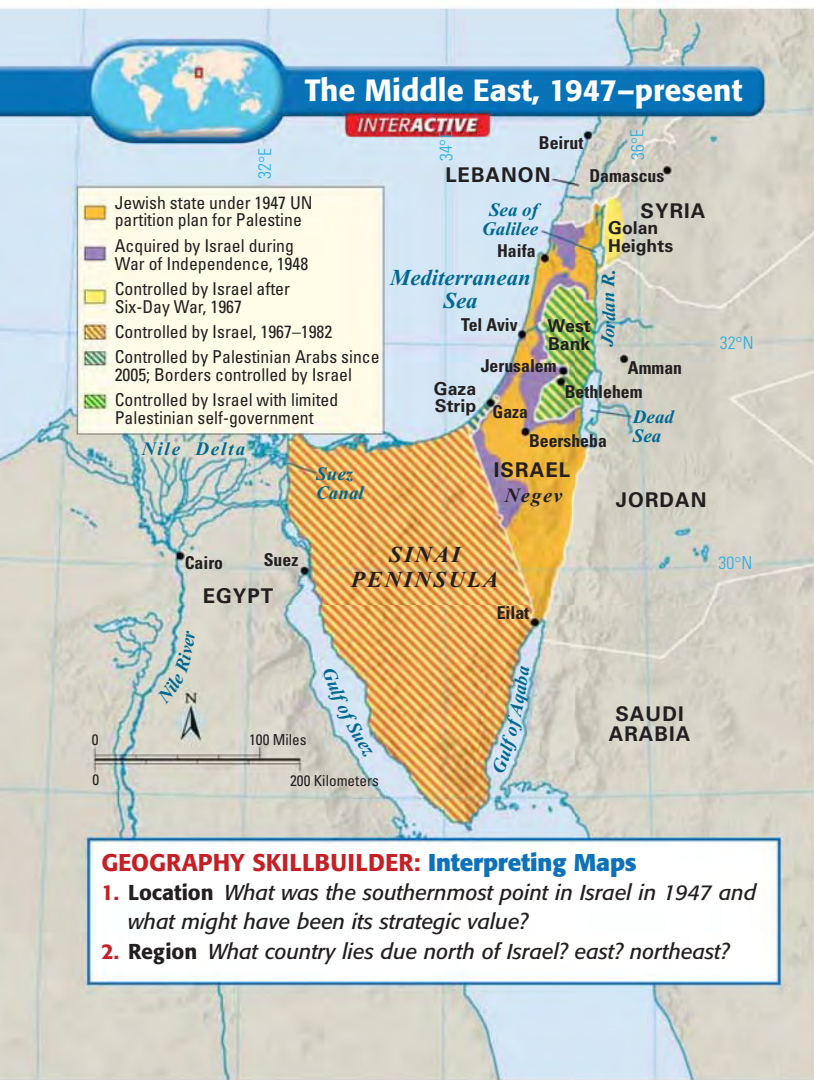 The Middle East, 1947–present
INTERACTIVE
32°E
34°E
36°E
Beirut
LEBANON
Damascus
SYRIA
Jewish state under 1947 UN
partition plan for Palestine
Acquired by Israel during
War of Independence, 1948
Controlled by Israel after
Six-Day War, 1967
Controlled by Israel, 1967–1982
Controlled by Palestinian Arabs since
2005; Borders controlled by Israel
Controlled by Israel with limited
Palestinian self-government
Sea of
Galilee
Golan
Heights
Haifa
Mediterranean
Sea
Jordan R.
Tel Aviv
West
Bank
32°N
Jerusalem
Amman
Gaza
Strip
Bethlehem
Gaza
Dead
Sea
Beersheba
Nile Delta
Suez
Canal
ISRAEL
Negev
JORDAN
Cairo
Suez
SINAI
PENINSULA
30°N
EGYPT
Eilat
Nile River
Gulf of Suez
Gulf of Aqaba
SAUDI
ARABIA
N
0
100 Miles
0
200 Kilometers
GEOGRAPHY SKILLBUILDER: Interpreting Maps
1. Location What was the southernmost point in Israel in 1947 and
what might have been its strategic value?
2. Region What country lies due north of Israel? east? northeast?